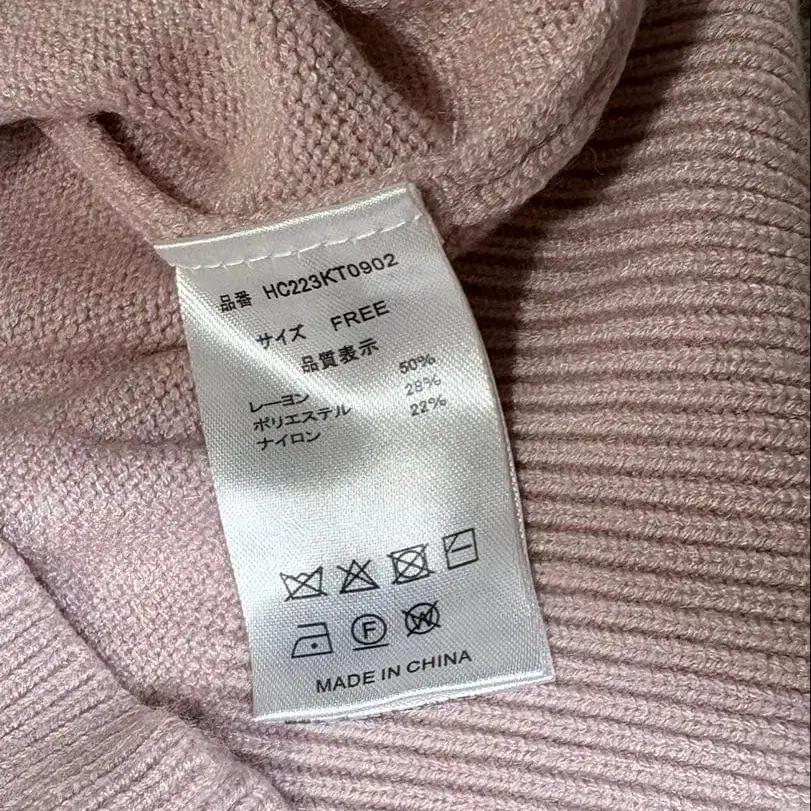 品番 HC223KT0902
サイズ FREE
品質表示
レーヨン 50%
ポリエステル 28%
ナイロン 22%
F W
MADE IN CHINA